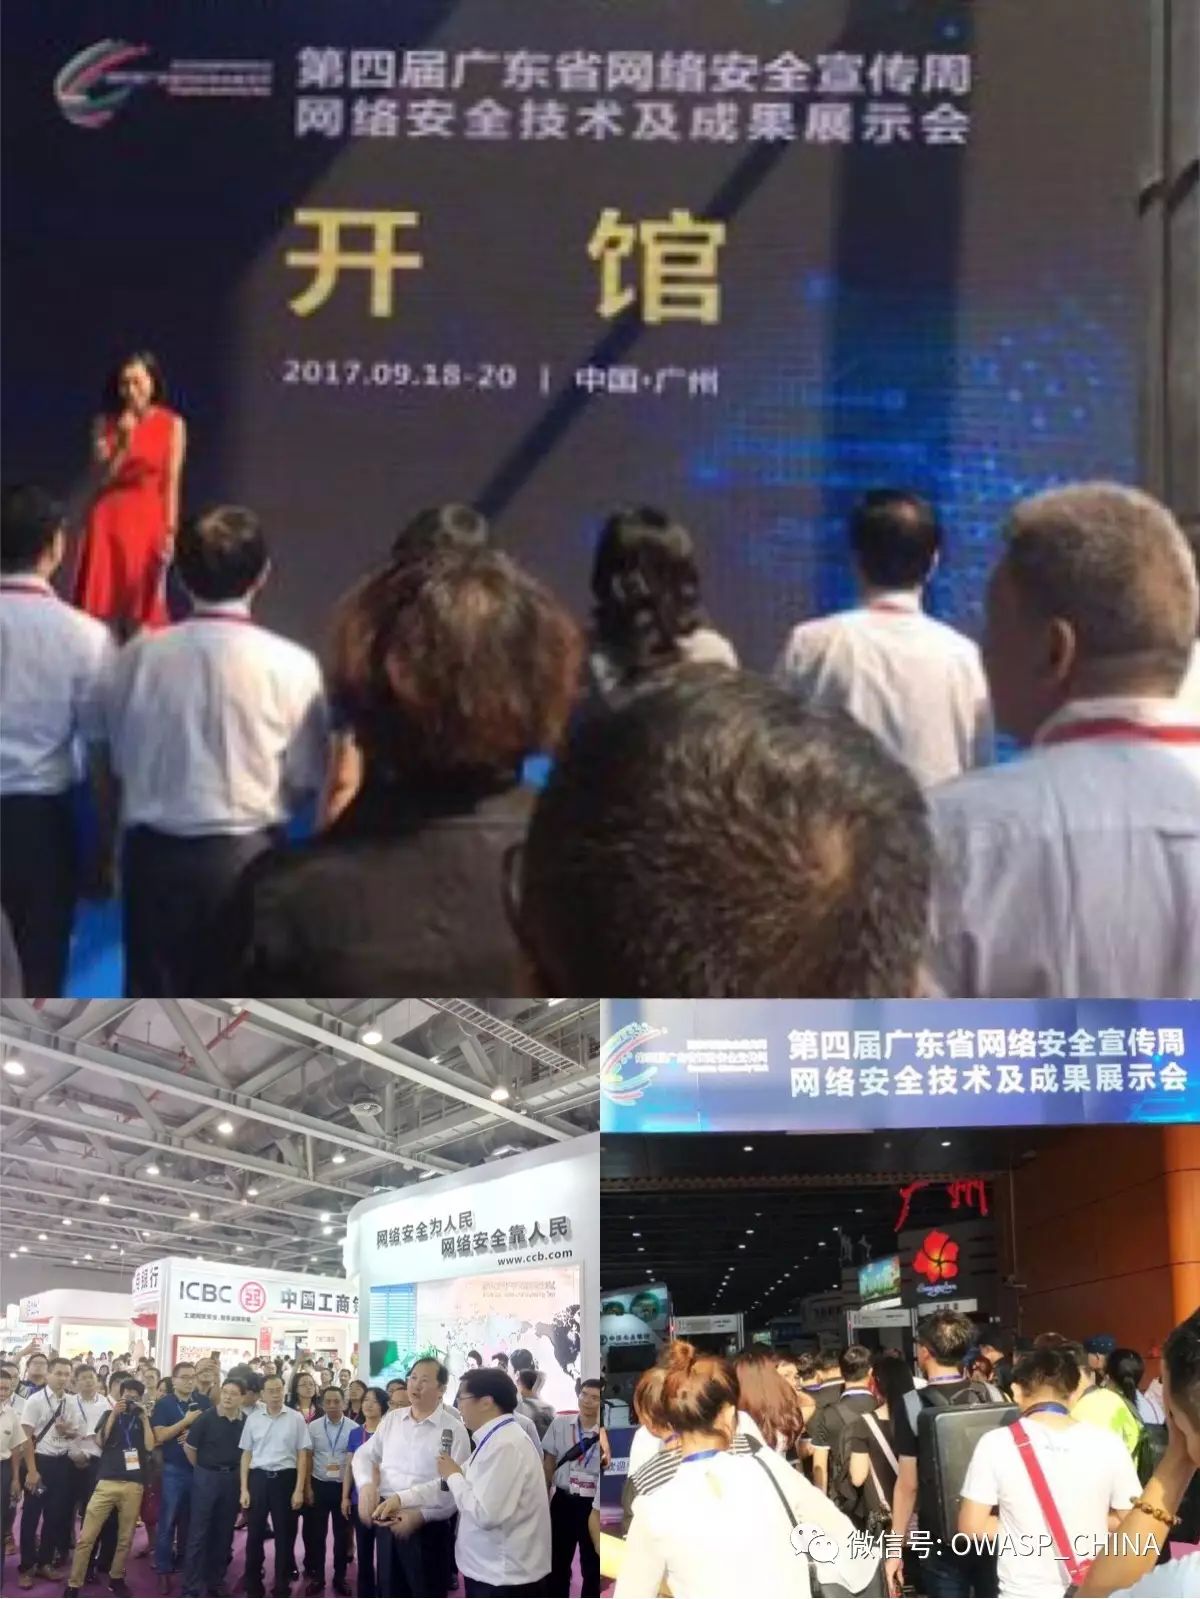 第四届广东省网络安全宣传周
网络安全技术及成果展示会
开 馆
2017.09.18-20 | 中国·广州
网络安全为人民
网络安全靠人民
www.ccb.com
ICBC
中国工商
第四届广东省网络安全宣传周
网络安全技术及成果展示会
广州
微信号: OWASP_CHINA